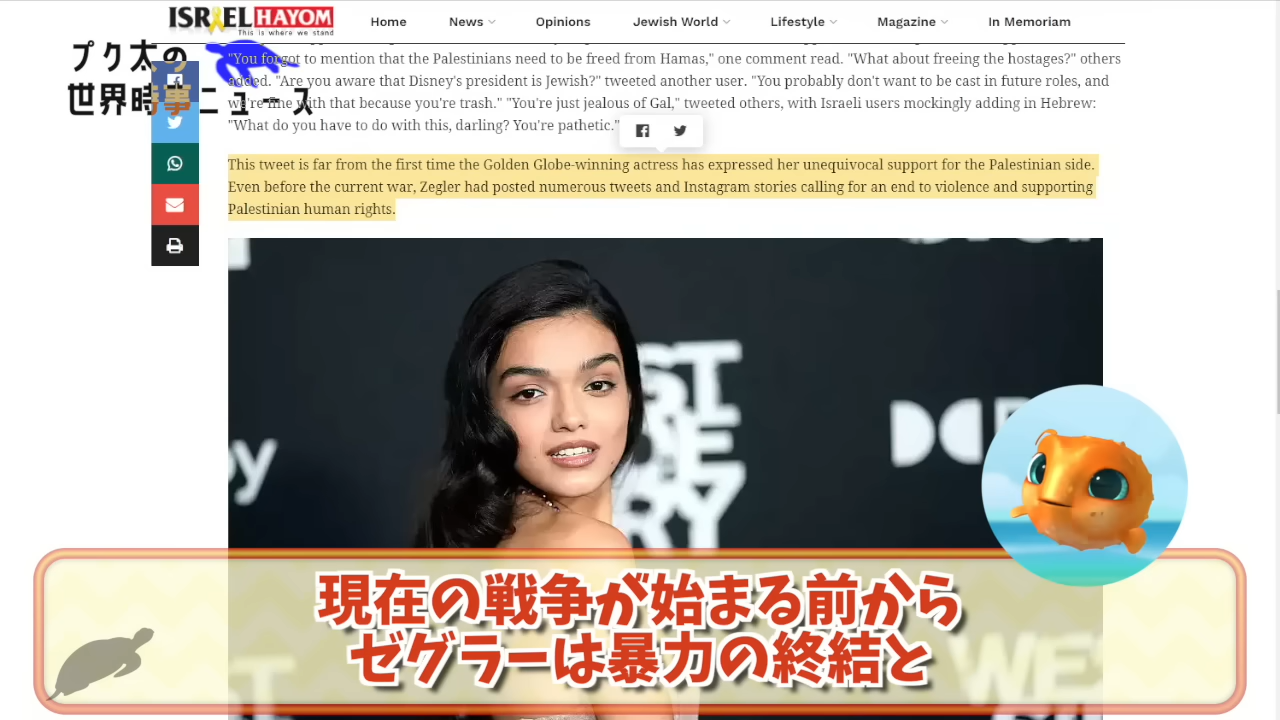 ISRAEL HAYOM
This is where we stand
Home News Opinions Jewish World Lifestyle Magazine In Memoriam
プク太の
世界時事ニュース
"You forgot to mention that the Palestinians need to be freed from Hamas," one comment read. "What about freeing the hostages?" others
added. "Are you aware that Disney's president is Jewish?" tweeted another user. "You probably don't want to be cast in future roles, and
we're fine with that because you're trash." "You're just jealous of Gal," tweeted others, with Israeli users mockingly adding in Hebrew:
"What do you have to do with this, darling? You're pathetic."
This tweet is far from the first time the Golden Globe-winning actress has expressed her unequivocal support for the Palestinian side.
Even before the current war, Zegler had posted numerous tweets and Instagram stories calling for an end to violence and supporting
Palestinian human rights.
現在の戦争が始まる前から
ゼグラーは暴力の終結と